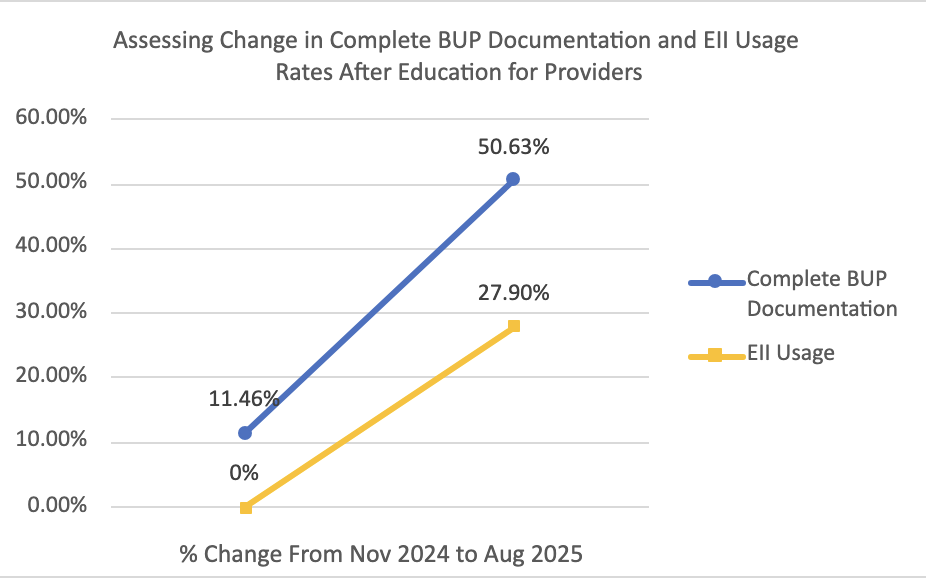 Assessing Change in Complete BUP Documentation and EII Usage
Rates After Education for Providers
60.00%
50.63%
50.00%
40.00%
Complete BUP
Documentation
27.90%
30.00%
EII Usage
20.00%
11.46%
10.00%
0%
0.00%
% Change From Nov 2024 to Aug 2025